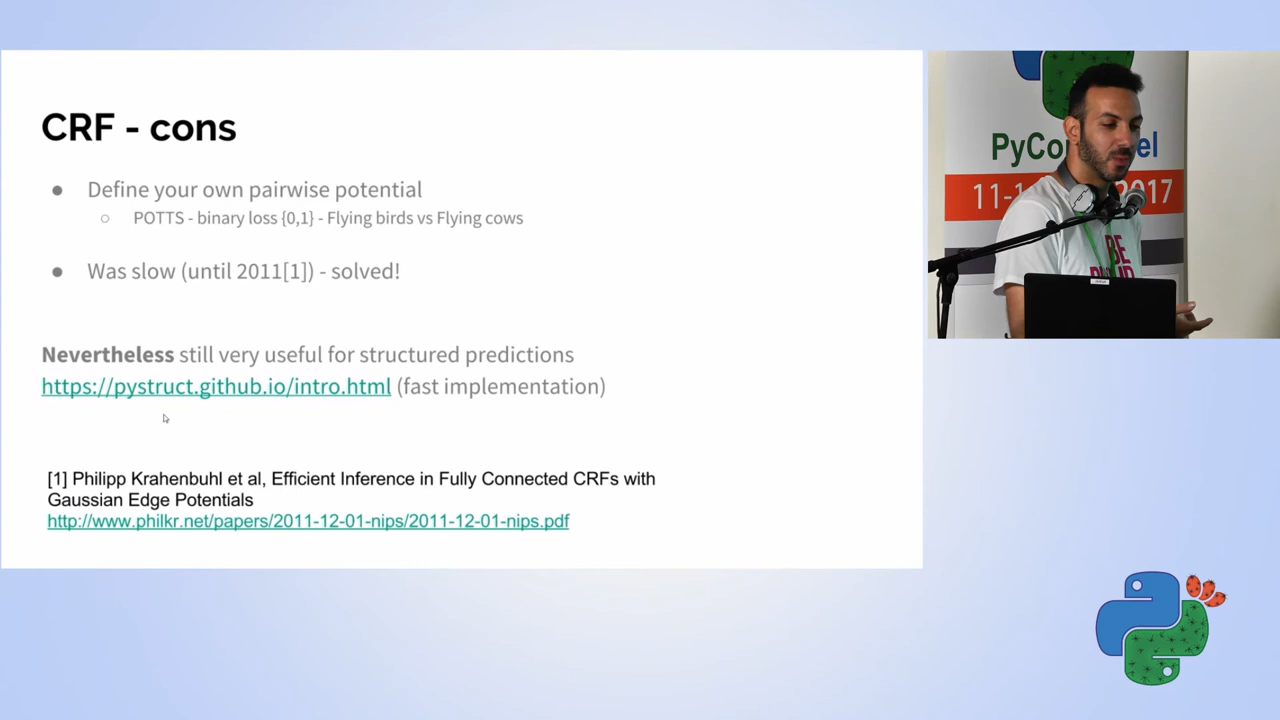 CRF - cons
Define your own pairwise potential
POTTS - binary loss {0,1} - Flying birds vs Flying cows
Was slow (until 2011[1]) - solved!
Nevertheless still very useful for structured predictions
https://pystruct.github.io/intro.html (fast implementation)
[1] Philipp Krahenbuhl et al, Efficient Inference in Fully Connected CRFs with
Gaussian Edge Potentials
http://www.philkr.net/papers/2011-12-01-nips/2011-12-01-nips.pdf
PyCo el
11-1 2017
BE